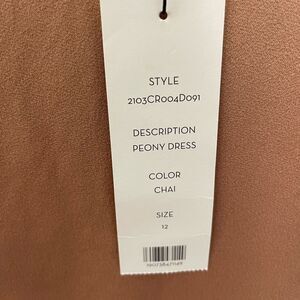 STYLE
2103CR004D091
DESCRIPTION
PEONY DRESS
COLOR
CHAI
SIZE
12